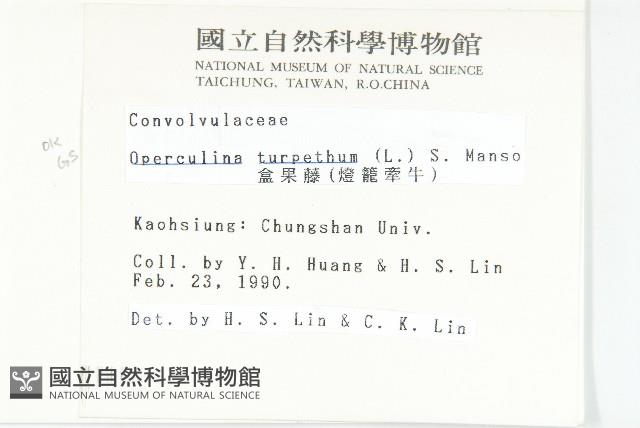 國立自然科學博物館
NATIONAL MUSEUM OF NATURAL SCIENCE
TAICHUNG, TAIWAN, R.O.CHINA
Convolvulaceae
Operculina turpethum (L.) S. Manso
盒果藤(燈籠牽牛)
OK
GS
Kaohsiung: Chungshan Univ.
Coll. by Y. H. Huang & H. S. Lin
Feb. 23, 1990.
Det. by H. S. Lin & C. K. Lin
國立自然科學博物館
NATIONAL MUSEUM OF NATURAL SCIENCE